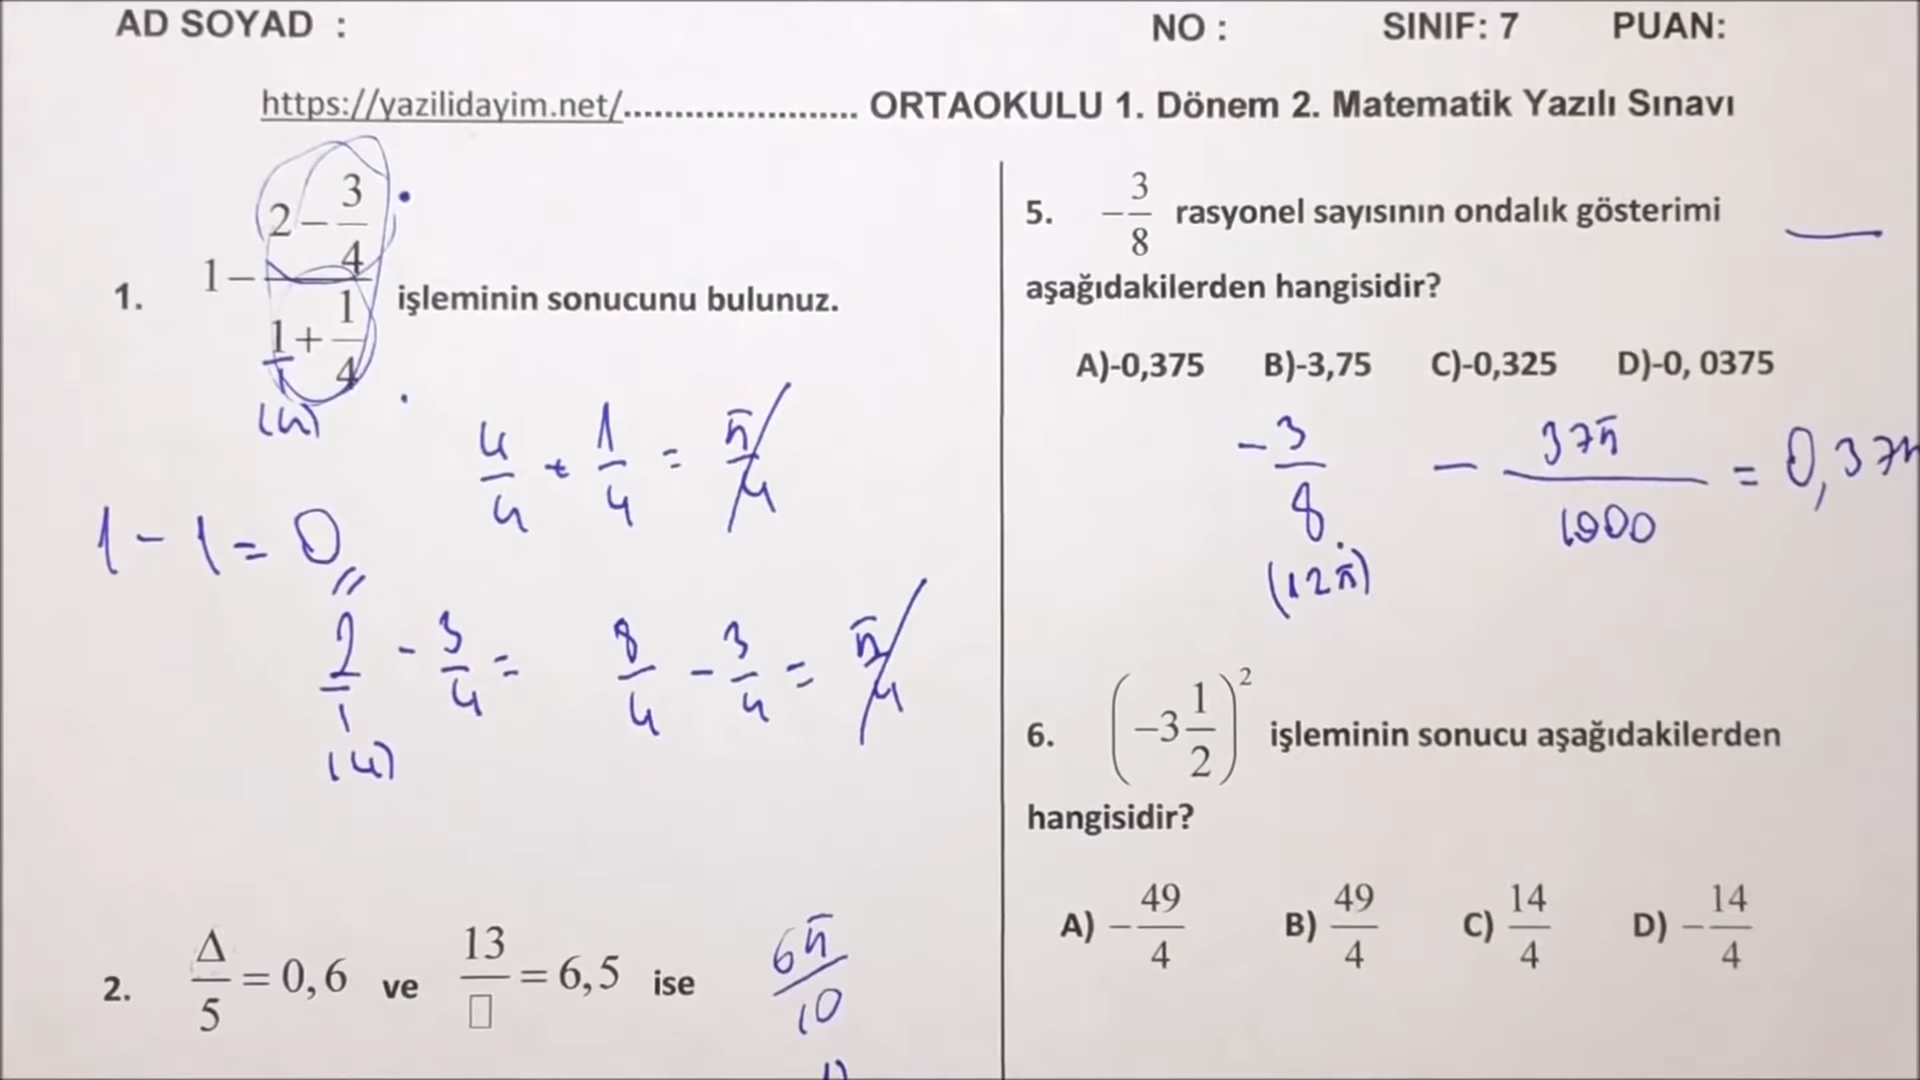 AD SOYAD :
NO : SINIF: 7 PUAN:
https://yazilidayim.net/....................... ORTAOKULU 1. Dönem 2. Matematik Yazılı Sınavı
1. 1 - (2 - 3/4)/(1 + 1/4) işleminin sonucunu bulunuz.
(4)
4/4 + 1/4 = 5/4
1 - 1 = 0
2/1 - 3/4 = 8/4 - 3/4 = 5/4
(4)
2. Δ/5 = 0,6 ve 13/□ = 6,5 ise
65/10
5. -3/8 rasyonel sayısının ondalık gösterimi
aşağıdakilerden hangisidir?
A)-0,375 B)-3,75 C)-0,325 D)-0, 0375
-3/8 - 375/1000 = 0,375
(125)
6. (-3 1/2)² işleminin sonucu aşağıdakilerden
hangisidir?
A) -49/4 B) 49/4 C) 14/4 D) -14/4